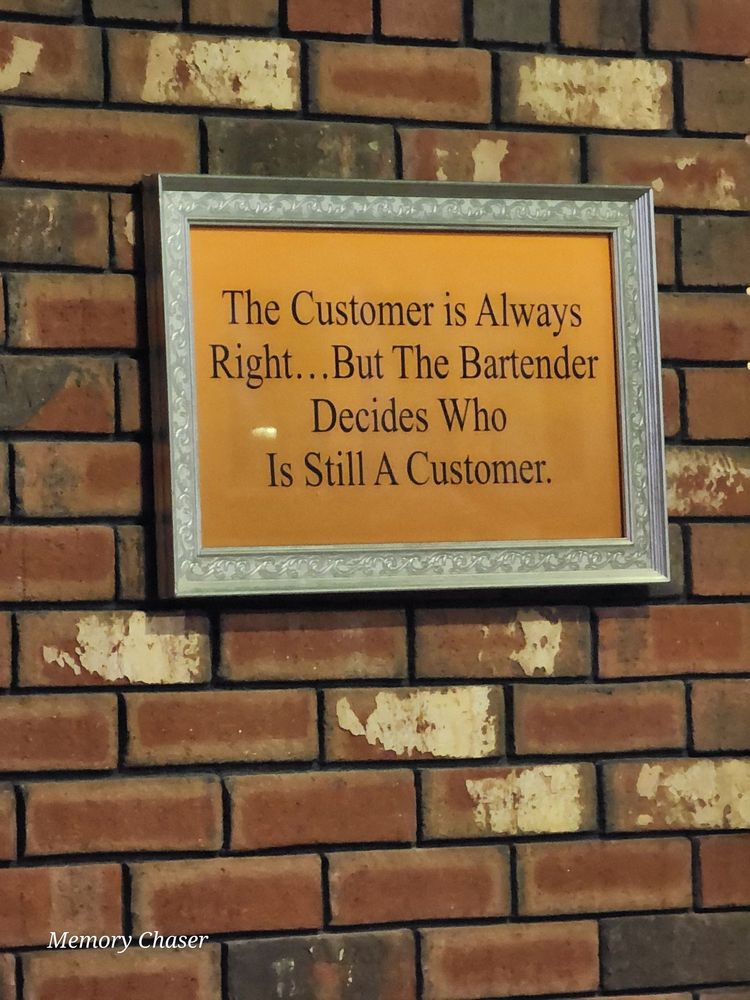 The Customer is Always
Right...But The Bartender
Decides Who
Is Still A Customer.
Memory Chaser